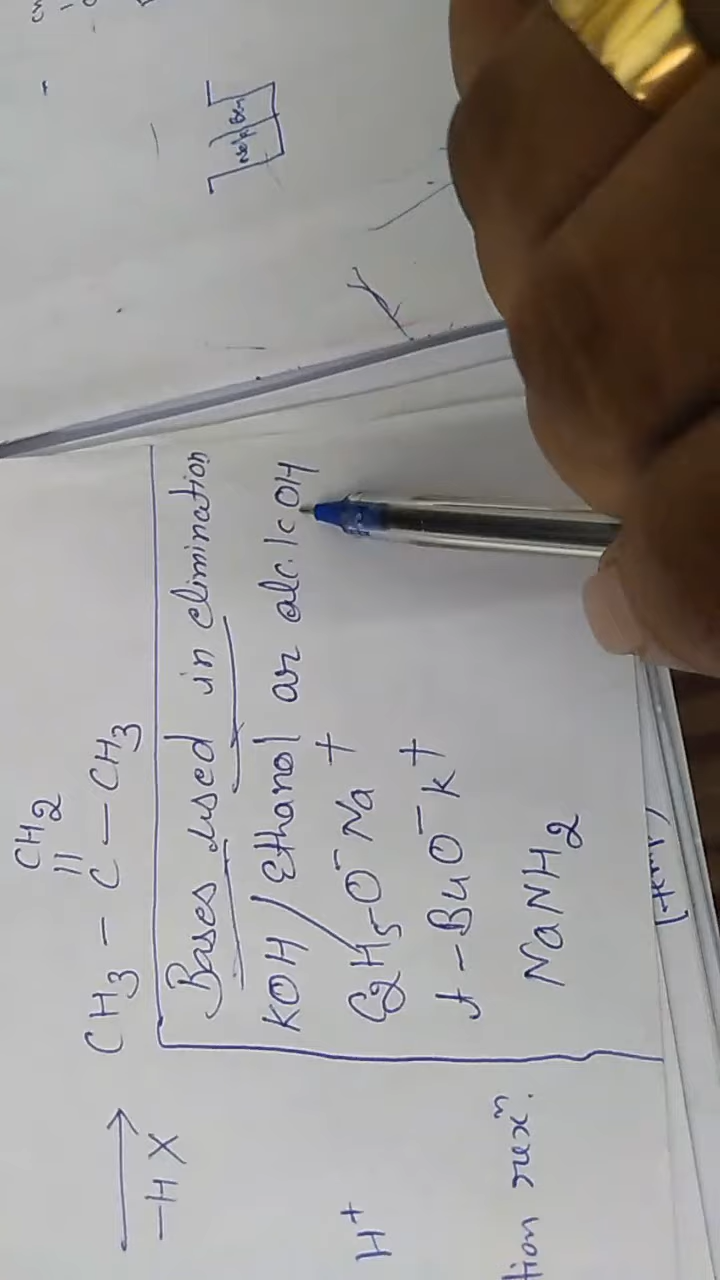 CH2
||
CH3 - C - CH3
→
-HX
Bases used in elimination
KOH / Ethanol or alc. KOH
C2H5O- Na+
t-BuO- K+
NaNH2
H+
tion rexn.